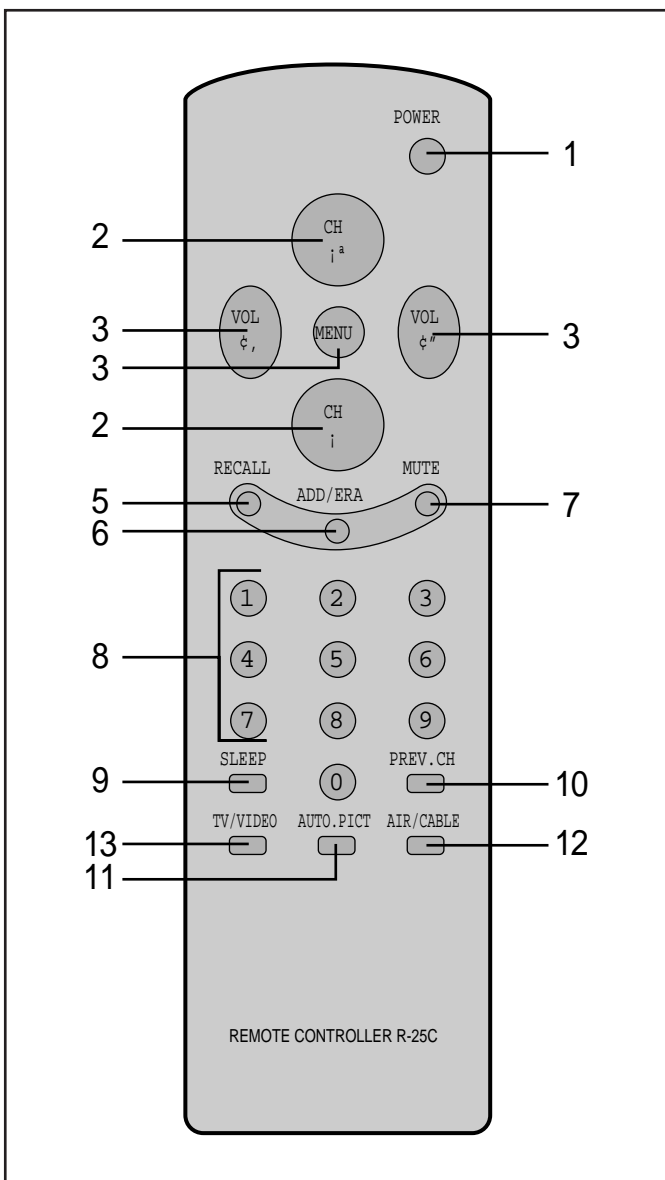 POWER
1
CH
¡ª
2
VOL
¢‚
3
MENU
3
VOL
¢"
3
CH
¡
2
RECALL
5
ADD/ERA
6
MUTE
7
1 2 3
4 5 6
7 8 9
8
SLEEP
9
0
PREV.CH
10
TV/VIDEO
13
AUTO.PICT
11
AIR/CABLE
12
REMOTE CONTROLLER R-25C